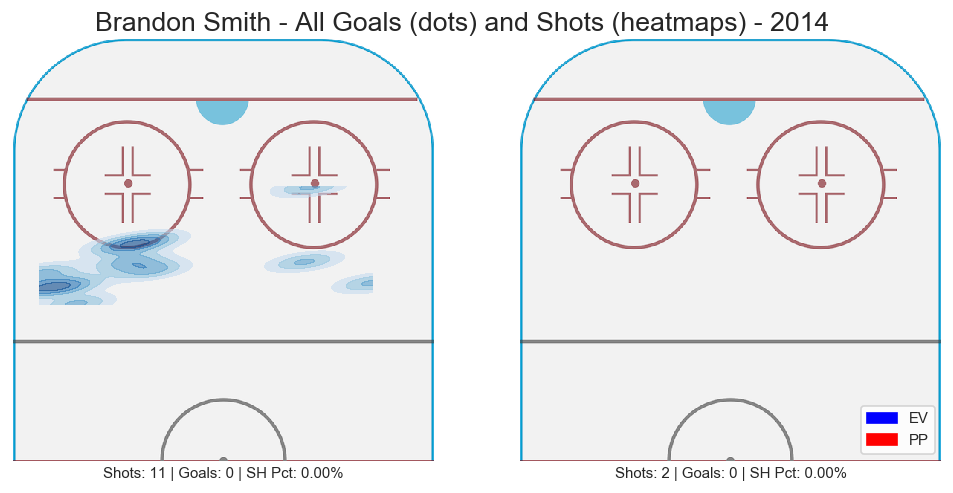 Brandon Smith - All Goals (dots) and Shots (heatmaps) - 2014
EV
PP
Shots: 11 | Goals: 0 | SH Pct: 0.00%
Shots: 2 | Goals: 0 | SH Pct: 0.00%